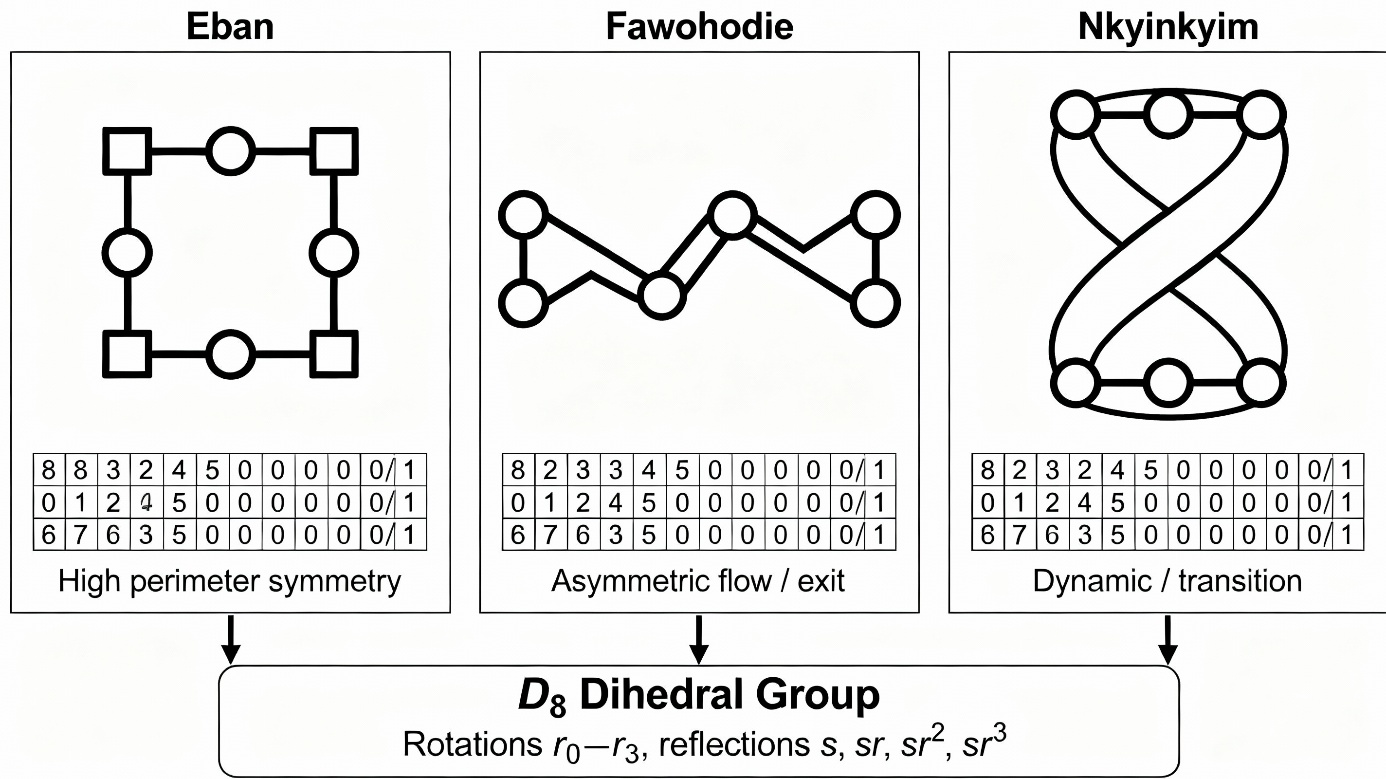 Eban
8 8 3 2 4 5 0 0 0 0 0/ 1
0 1 2 5 0 0 0 0 0 0/ 1
6 7 6 3 5 0 0 0 0 0 0/ 1
High perimeter symmetry
Fawohodie
8 2 3 3 4 5 0 0 0 0 0/ 1
0 1 2 4 5 0 0 0 0 0 0/ 1
6 7 6 3 5 0 0 0 0 0 0/ 1
Asymmetric flow / exit
Nkyinkyim
8 2 3 2 4 5 0 0 0 0 0/ 1
0 1 2 4 5 0 0 0 0 0 0/ 1
6 7 6 3 5 0 0 0 0 0 0/ 1
Dynamic / transition
D₈ Dihedral Group
Rotations r₀–r₃, reflections s, sr, sr², sr³